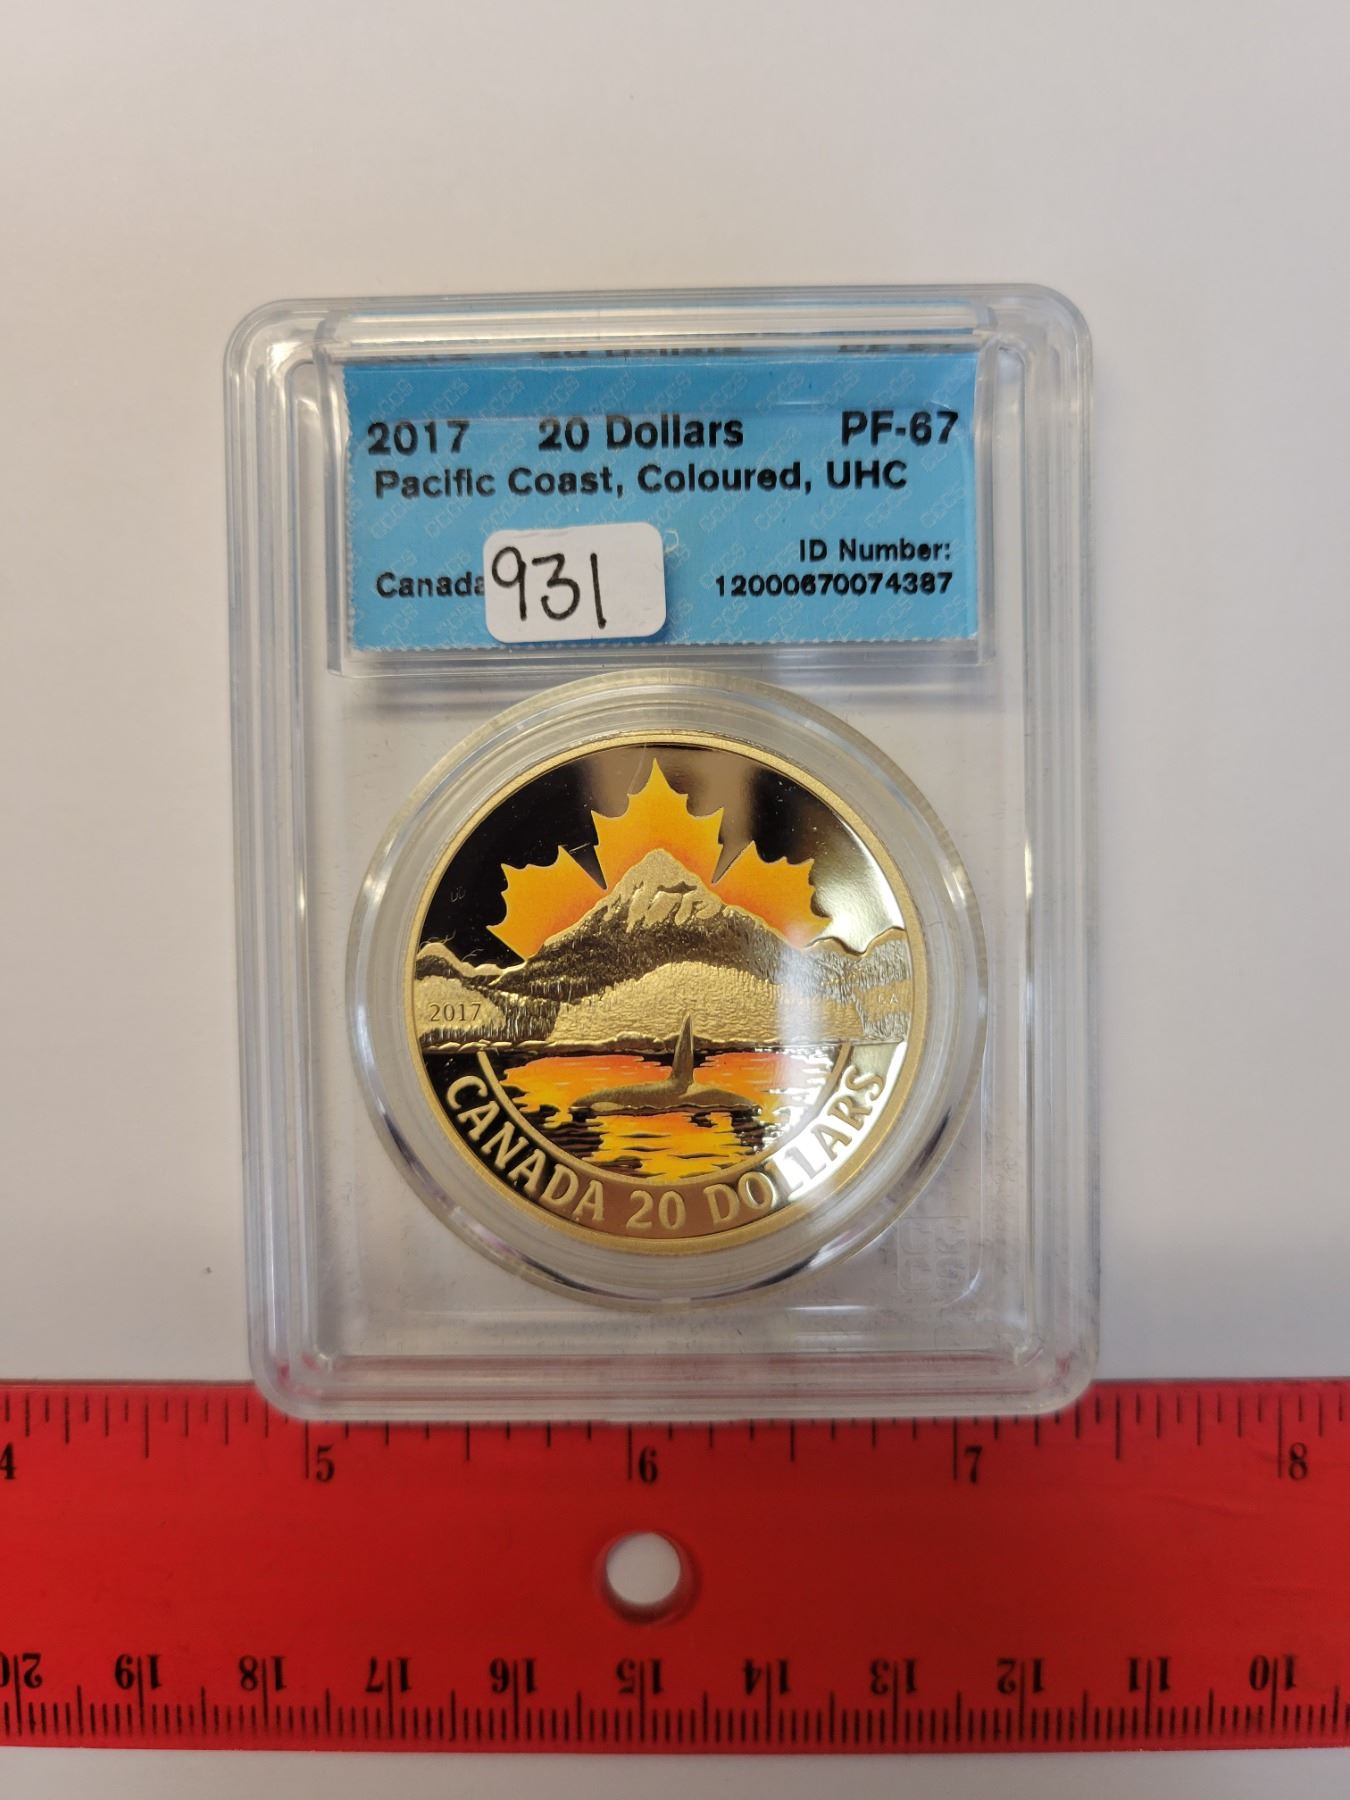 2017 20 Dollars PF-67
Pacific Coast, Coloured, UHC
ID Number:
Canada 12000670074387
931
2017
CANADA 20 DOLLARS
4 5 6 7 8
20 19 18 17 16 15 14 13 12 11 10